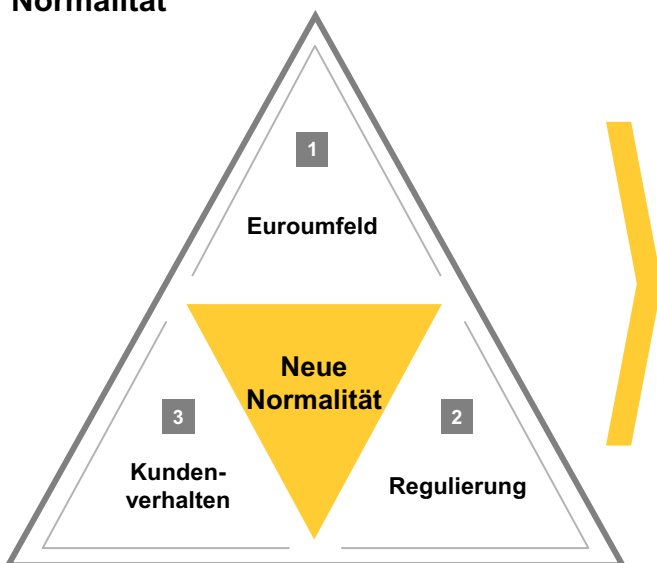 Normalität
1
Euroumfeld
Neue
Normalität
3
2
Kunden-
verhalten
Regulierung